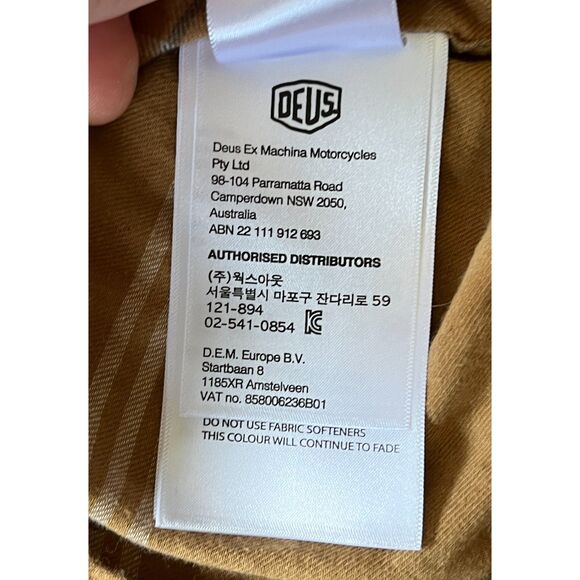 DEUS.
Deus Ex Machina Motorcycles
Pty Ltd
98-104 Parramatta Road
Camperdown NSW 2050,
Australia
ABN 22 111 912 693
AUTHORISED DISTRIBUTORS
(주)웍스아웃
서울특별시 마포구 잔다리로 59
121-894
02-541-0854
D.E.M. Europe B.V.
Startbaan 8
1185XR Amstelveen
VAT no. 858006236B01
DO NOT USE FABRIC SOFTENERS
THIS COLOUR WILL CONTINUE TO FADE